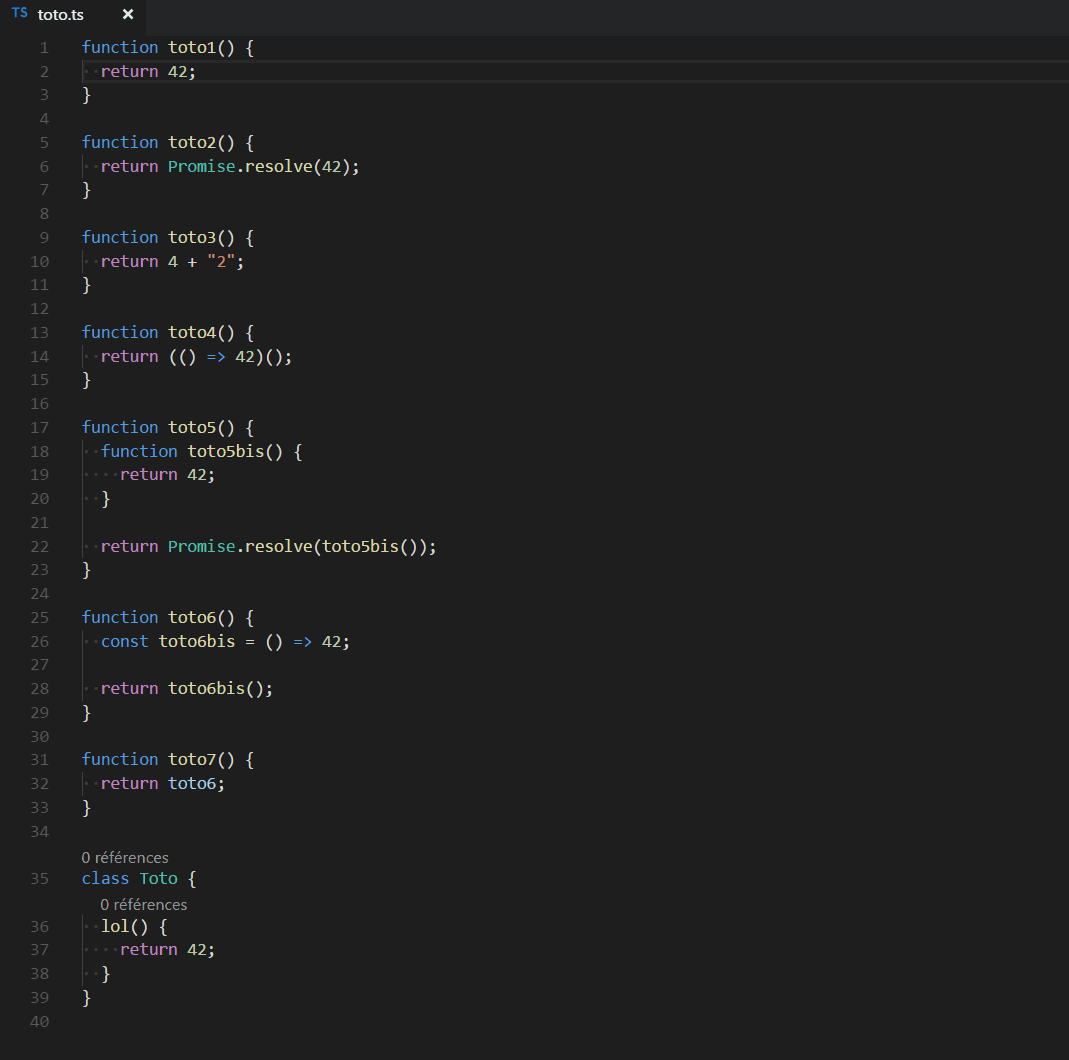 TS toto.ts ×
1 function toto1() {
2 ··return 42;
3 }
4
5 function toto2() {
6 ··return Promise.resolve(42);
7 }
8
9 function toto3() {
10 ··return 4 + "2";
11 }
12
13 function toto4() {
14 ··return (() => 42)();
15 }
16
17 function toto5() {
18 ··function toto5bis() {
19 ····return 42;
20 ··}
21
22 ··return Promise.resolve(toto5bis());
23 }
24
25 function toto6() {
26 ··const toto6bis = () => 42;
27
28 ··return toto6bis();
29 }
30
31 function toto7() {
32 ··return toto6;
33 }
34
0 références
35 class Toto {
0 références
36 ··lol() {
37 ····return 42;
38 ··}
39 }
40